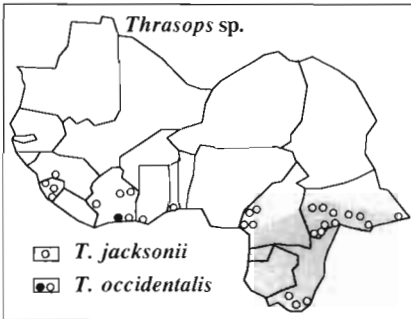 Thrasops sp.
T. jacksonii
T. occidentalis